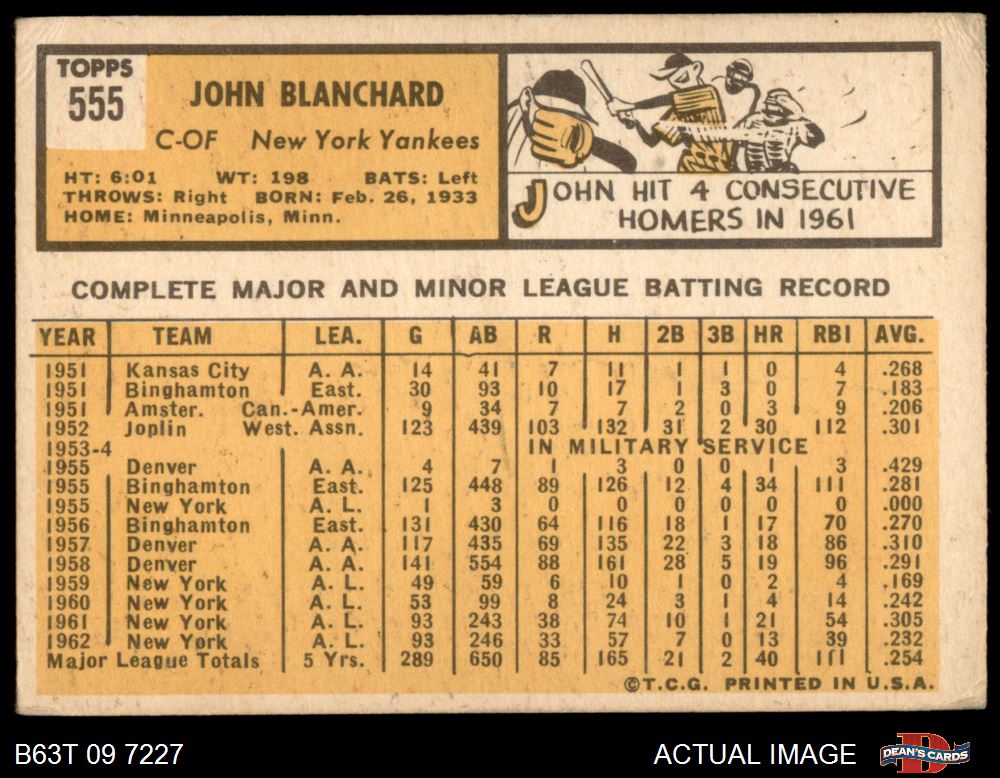 TOPPS
555
JOHN BLANCHARD
C-OF New York Yankees
HT: 6:01 WT: 198 BATS: Left
THROWS: Right BORN: Feb. 26, 1933
HOME: Minneapolis, Minn.
JOHN HIT 4 CONSECUTIVE
HOMERS IN 1961
COMPLETE MAJOR AND MINOR LEAGUE BATTING RECORD
YEAR TEAM LEA. G AB R H 2B 3B HR RBI AVG.
1951 Kansas City A. A. 14 41 7 11 1 1 0 4 .268
1951 Binghamton East. 30 93 10 17 1 3 0 7 .183
1951 Amster. Can.-Amer. 9 34 7 7 2 0 3 9 .206
1952 Joplin West. Assn. 123 439 103 132 31 2 30 112 .301
1953-4 IN MILITARY SERVICE
1955 Denver A. A. 4 7 1 3 0 0 1 3 .429
1955 Binghamton East. 125 448 89 126 12 4 34 111 .281
1955 New York A. L. 1 3 0 0 0 0 0 0 .000
1956 Binghamton East. 131 430 64 116 18 1 17 70 .270
1957 Denver A. A. 117 435 69 135 22 3 18 86 .310
1958 Denver A. A. 141 554 88 161 28 5 19 96 .291
1959 New York A. L. 49 59 6 10 1 0 2 4 .169
1960 New York A. L. 53 99 8 24 3 1 4 14 .242
1961 New York A. L. 93 243 38 74 10 1 21 54 .305
1962 New York A. L. 93 246 33 57 7 0 13 39 .232
Major League Totals 5 Yrs. 289 650 85 165 21 2 40 111 .254
©T.C.G. PRINTED IN U.S.A.
B63T 09 7227 ACTUAL IMAGE DEAN'S CARDS